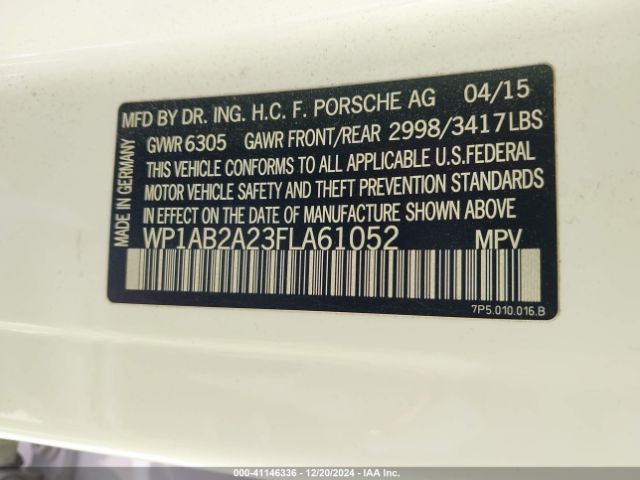 MFD BY DR. ING. H.C. F. PORSCHE AG 04/15
GVWR 6305 GAWR FRONT/REAR 2998/3417LBS
THIS VEHICLE CONFORMS TO ALL APPLICABLE U.S.FEDERAL
MOTOR VEHICLE SAFETY AND THEFT PREVENTION STANDARDS
IN EFFECT ON THE DATE OF MANUFACTURE SHOWN ABOVE
WP1AB2A23FLA61052 MPV
MADE IN GERMANY
7P5.010.016.B
000-41146336 - 12/20/2024 - IAA Inc.